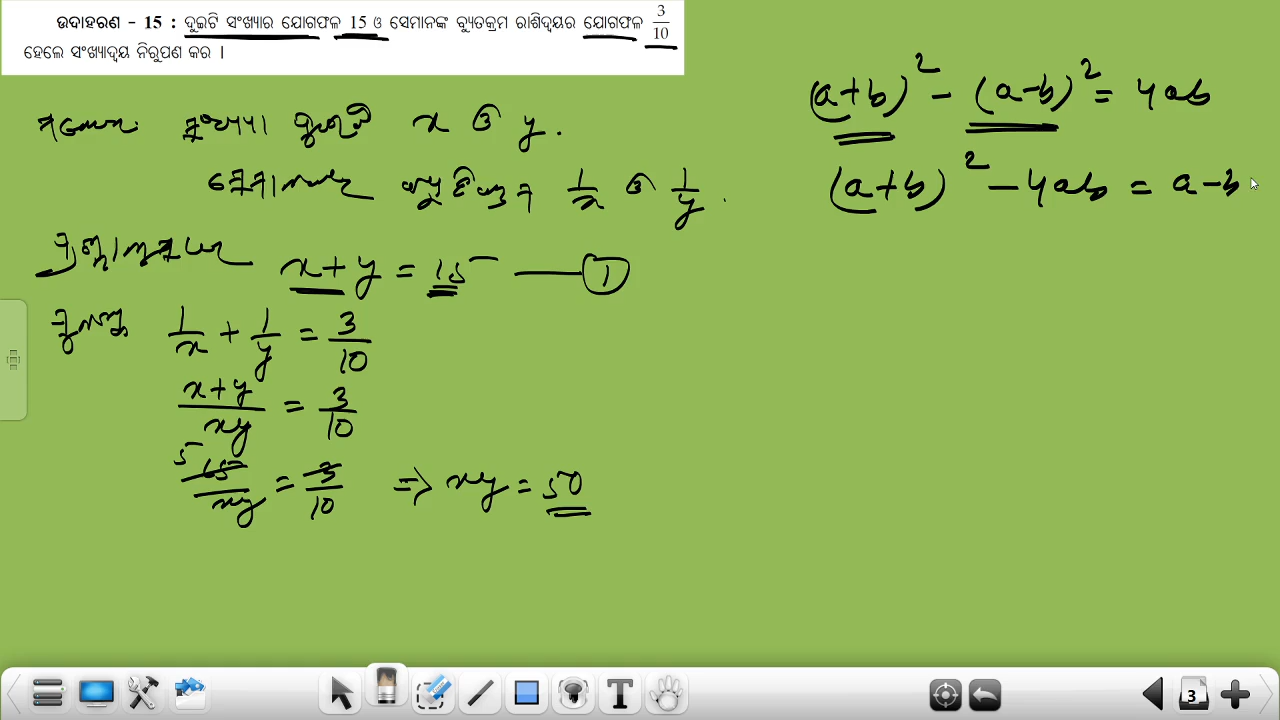 ଉଦାହରଣ - 15 : ଦୁଇଟି ସଂଖ୍ୟାର ଯୋଗଫଳ 15 ଓ ସେମାନଙ୍କ ବ୍ୟୁତକ୍ରମ ରାଶିଦ୍ୱୟର ଯୋଗଫଳ 3/10
ହେଲେ ସଂଖ୍ୟାଦ୍ୱୟ ନିରୂପଣ କର ।
x ଓ y.
1/x ଓ 1/y.
x+y = 15 — 1
1/x + 1/y = 3/10
x+y/xy = 3/10
5 15/xy = 3/10 => xy = 50
(a+b)² - (a-b)² = 4ab
(a+b)² - 4ab = a-b
3